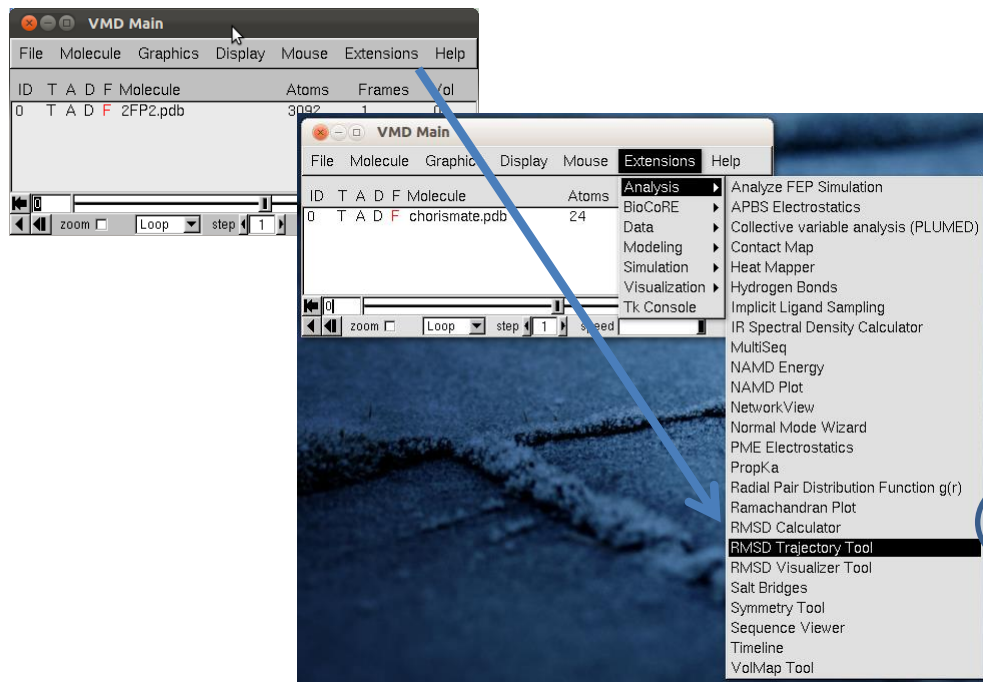 VMD Main
File Molecule Graphics Display Mouse Extensions Help
ID T A D F Molecule Atoms Frames Vol
0 T A D F 2FP2.pdb 3092 1
0
zoom Loop step 1
VMD Main
File Molecule Graphics Display Mouse Extensions Help
ID T A D F Molecule Atoms
0 T A D F chorismate.pdb 24
0
zoom Loop step 1 speed
Analysis
BioCoRE
Data
Modeling
Simulation
Visualization
Tk Console
Analyze FEP Simulation
APBS Electrostatics
Collective variable analysis (PLUMED)
Contact Map
Heat Mapper
Hydrogen Bonds
Implicit Ligand Sampling
IR Spectral Density Calculator
MultiSeq
NAMD Energy
NAMD Plot
NetworkView
Normal Mode Wizard
PME Electrostatics
PropKa
Radial Pair Distribution Function g(r)
Ramachandran Plot
RMSD Calculator
RMSD Trajectory Tool
RMSD Visualizer Tool
Salt Bridges
Symmetry Tool
Sequence Viewer
Timeline
VolMap Tool